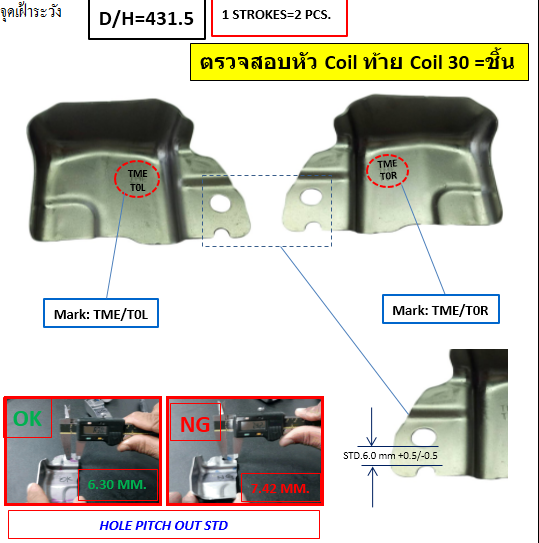 จุดเฝ้าระวัง
D/H=431.5
1 STROKES=2 PCS.
ตรวจสอบหัว Coil ท้าย Coil 30 =ชิ้น
TME
T0L
TME
T0R
Mark: TME/T0L
Mark: TME/T0R
OK
6.30 MM.
NG
7.42 MM.
STD.6.0 mm +0.5/-0.5
HOLE PITCH OUT STD